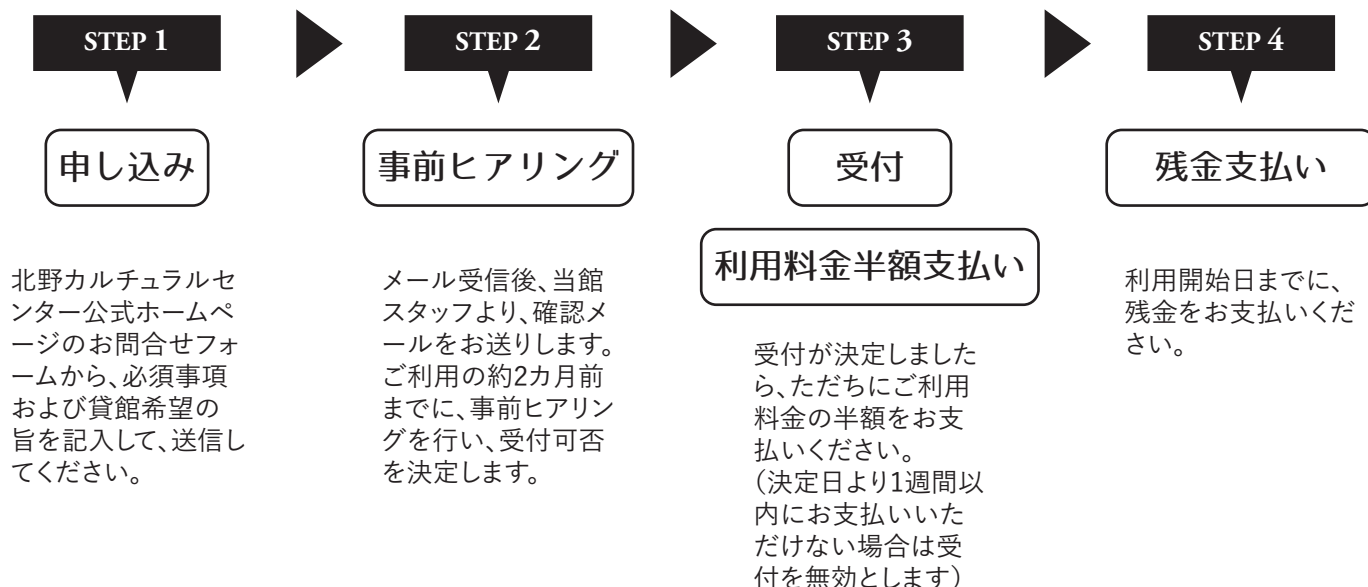 STEP 1
申し込み
北野カルチュラルセ
ンター公式ホームペ
ージのお問合せフォ
ームから、必須事項
および貸館希望の
旨を記入して、送信し
てください。
STEP 2
事前ヒアリング
メール受信後、当館
スタッフより、確認メ
ールをお送りします。
ご利用の約2カ月前
までに、事前ヒアリン
グを行い、受付可否
を決定します。
STEP 3
受付
利用料金半額支払い
受付が決定しました
ら、ただちにご利用
料金の半額をお支
払いください。
（決定日より1週間以
内にお支払いいた
だけない場合は受
付を無効とします）
STEP 4
残金支払い
利用開始日までに、
残金をお支払いくだ
さい。